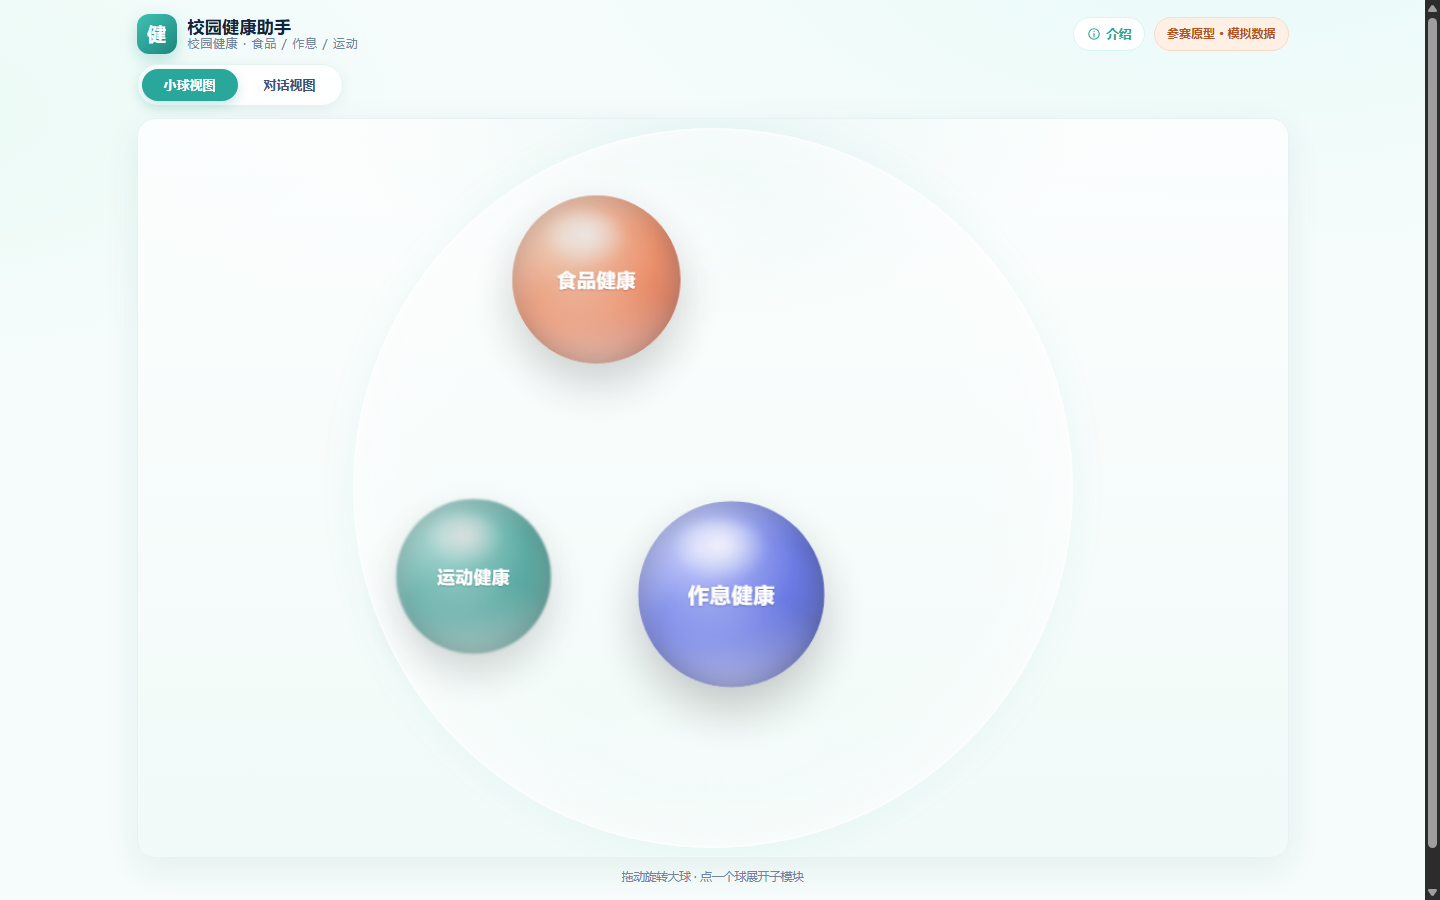 健
校园健康助手
校园健康 · 食品 / 作息 / 运动
介绍
参赛原型 · 模拟数据
小球视图
对话视图
食品健康
运动健康
作息健康
拖动旋转大球 · 点一个球展开子模块